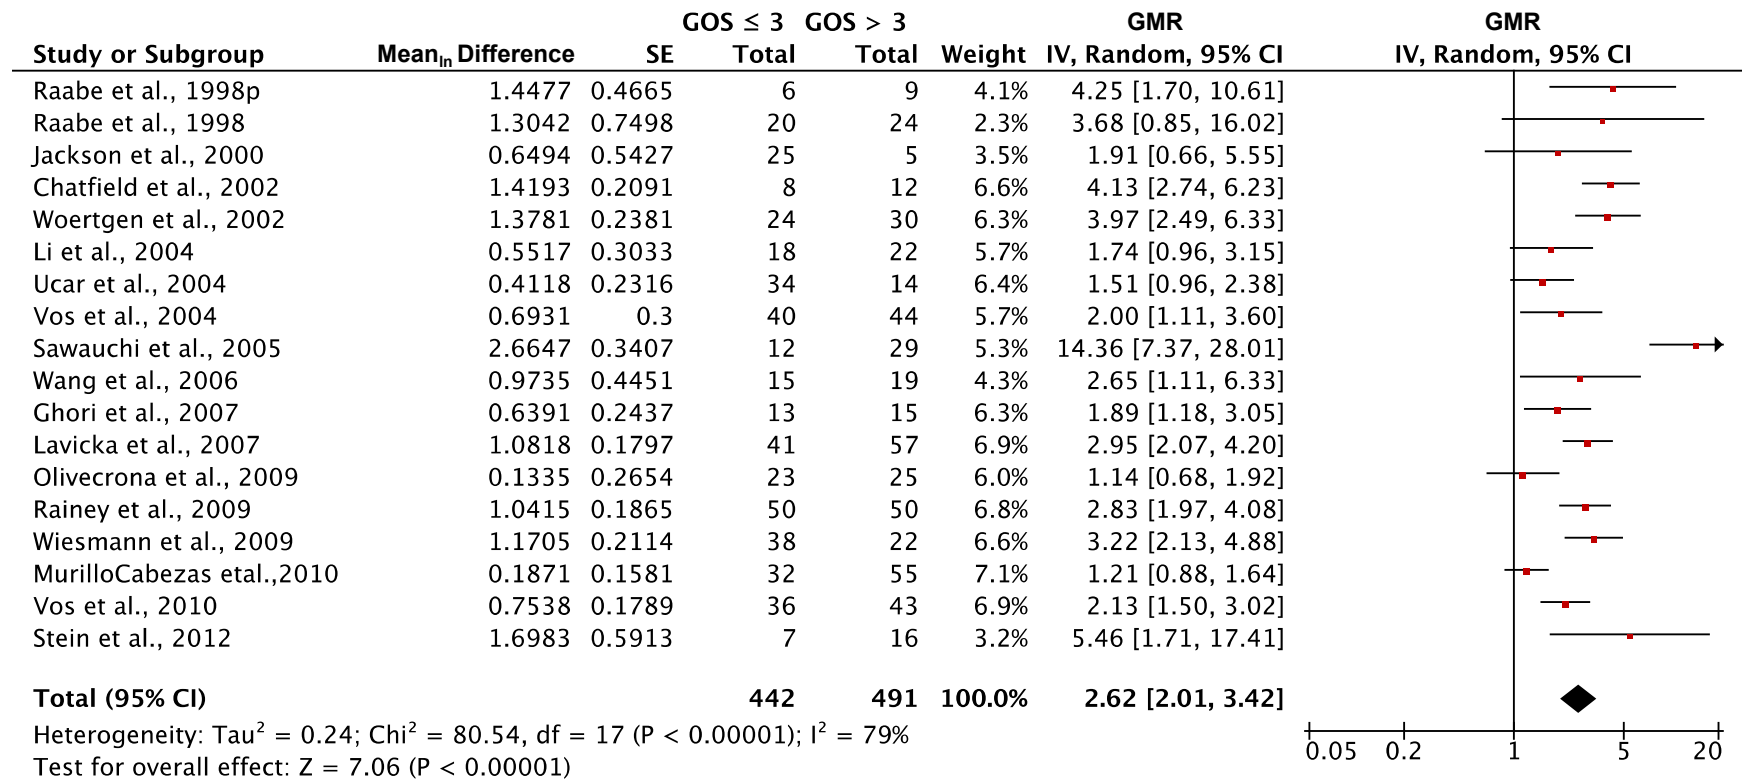 GOS ≤ 3 GOS > 3 GMR GMR
Study or Subgroup Mean_ln Difference SE Total Total Weight IV, Random, 95% CI IV, Random, 95% CI
Raabe et al., 1998p 1.4477 0.4665 6 9 4.1% 4.25 [1.70, 10.61]
Raabe et al., 1998 1.3042 0.7498 20 24 2.3% 3.68 [0.85, 16.02]
Jackson et al., 2000 0.6494 0.5427 25 5 3.5% 1.91 [0.66, 5.55]
Chatfield et al., 2002 1.4193 0.2091 8 12 6.6% 4.13 [2.74, 6.23]
Woertgen et al., 2002 1.3781 0.2381 24 30 6.3% 3.97 [2.49, 6.33]
Li et al., 2004 0.5517 0.3033 18 22 5.7% 1.74 [0.96, 3.15]
Ucar et al., 2004 0.4118 0.2316 34 14 6.4% 1.51 [0.96, 2.38]
Vos et al., 2004 0.6931 0.3 40 44 5.7% 2.00 [1.11, 3.60]
Sawauchi et al., 2005 2.6647 0.3407 12 29 5.3% 14.36 [7.37, 28.01]
Wang et al., 2006 0.9735 0.4451 15 19 4.3% 2.65 [1.11, 6.33]
Ghori et al., 2007 0.6391 0.2437 13 15 6.3% 1.89 [1.18, 3.05]
Lavicka et al., 2007 1.0818 0.1797 41 57 6.9% 2.95 [2.07, 4.20]
Olivecrona et al., 2009 0.1335 0.2654 23 25 6.0% 1.14 [0.68, 1.92]
Rainey et al., 2009 1.0415 0.1865 50 50 6.8% 2.83 [1.97, 4.08]
Wiesmann et al., 2009 1.1705 0.2114 38 22 6.6% 3.22 [2.13, 4.88]
MurilloCabezas etal.,2010 0.1871 0.1581 32 55 7.1% 1.21 [0.88, 1.64]
Vos et al., 2010 0.7538 0.1789 36 43 6.9% 2.13 [1.50, 3.02]
Stein et al., 2012 1.6983 0.5913 7 16 3.2% 5.46 [1.71, 17.41]
Total (95% CI) 442 491 100.0% 2.62 [2.01, 3.42]
Heterogeneity: Tau² = 0.24; Chi² = 80.54, df = 17 (P < 0.00001); I² = 79%
Test for overall effect: Z = 7.06 (P < 0.00001)
0.05 0.2 1 5 20